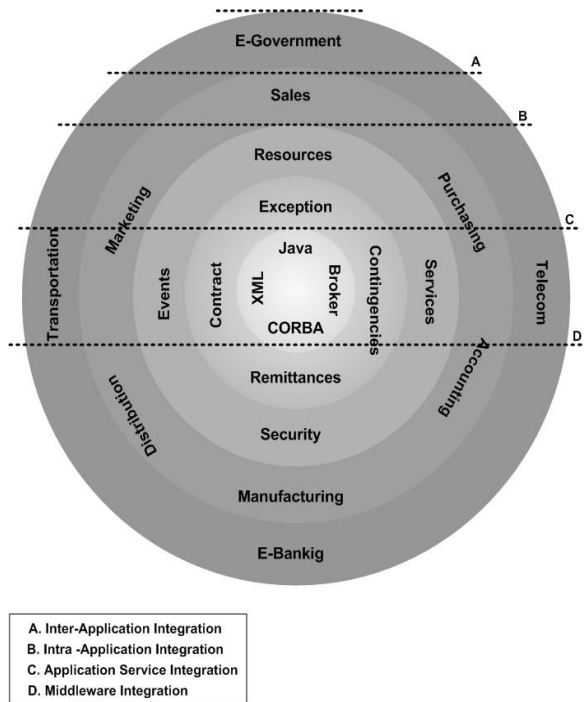 E-Government
A
Sales
B
Resources
Marketing
Purchasing
Exception
C
Transportation
Events
Contract
XML
Java
Broker
Contingencies
Services
Telecom
CORBA
D
Remittances
Distribution
Accounting
Security
Manufacturing
E-Bankig
A. Inter-Application Integration
B. Intra -Application Integration
C. Application Service Integration
D. Middleware Integration